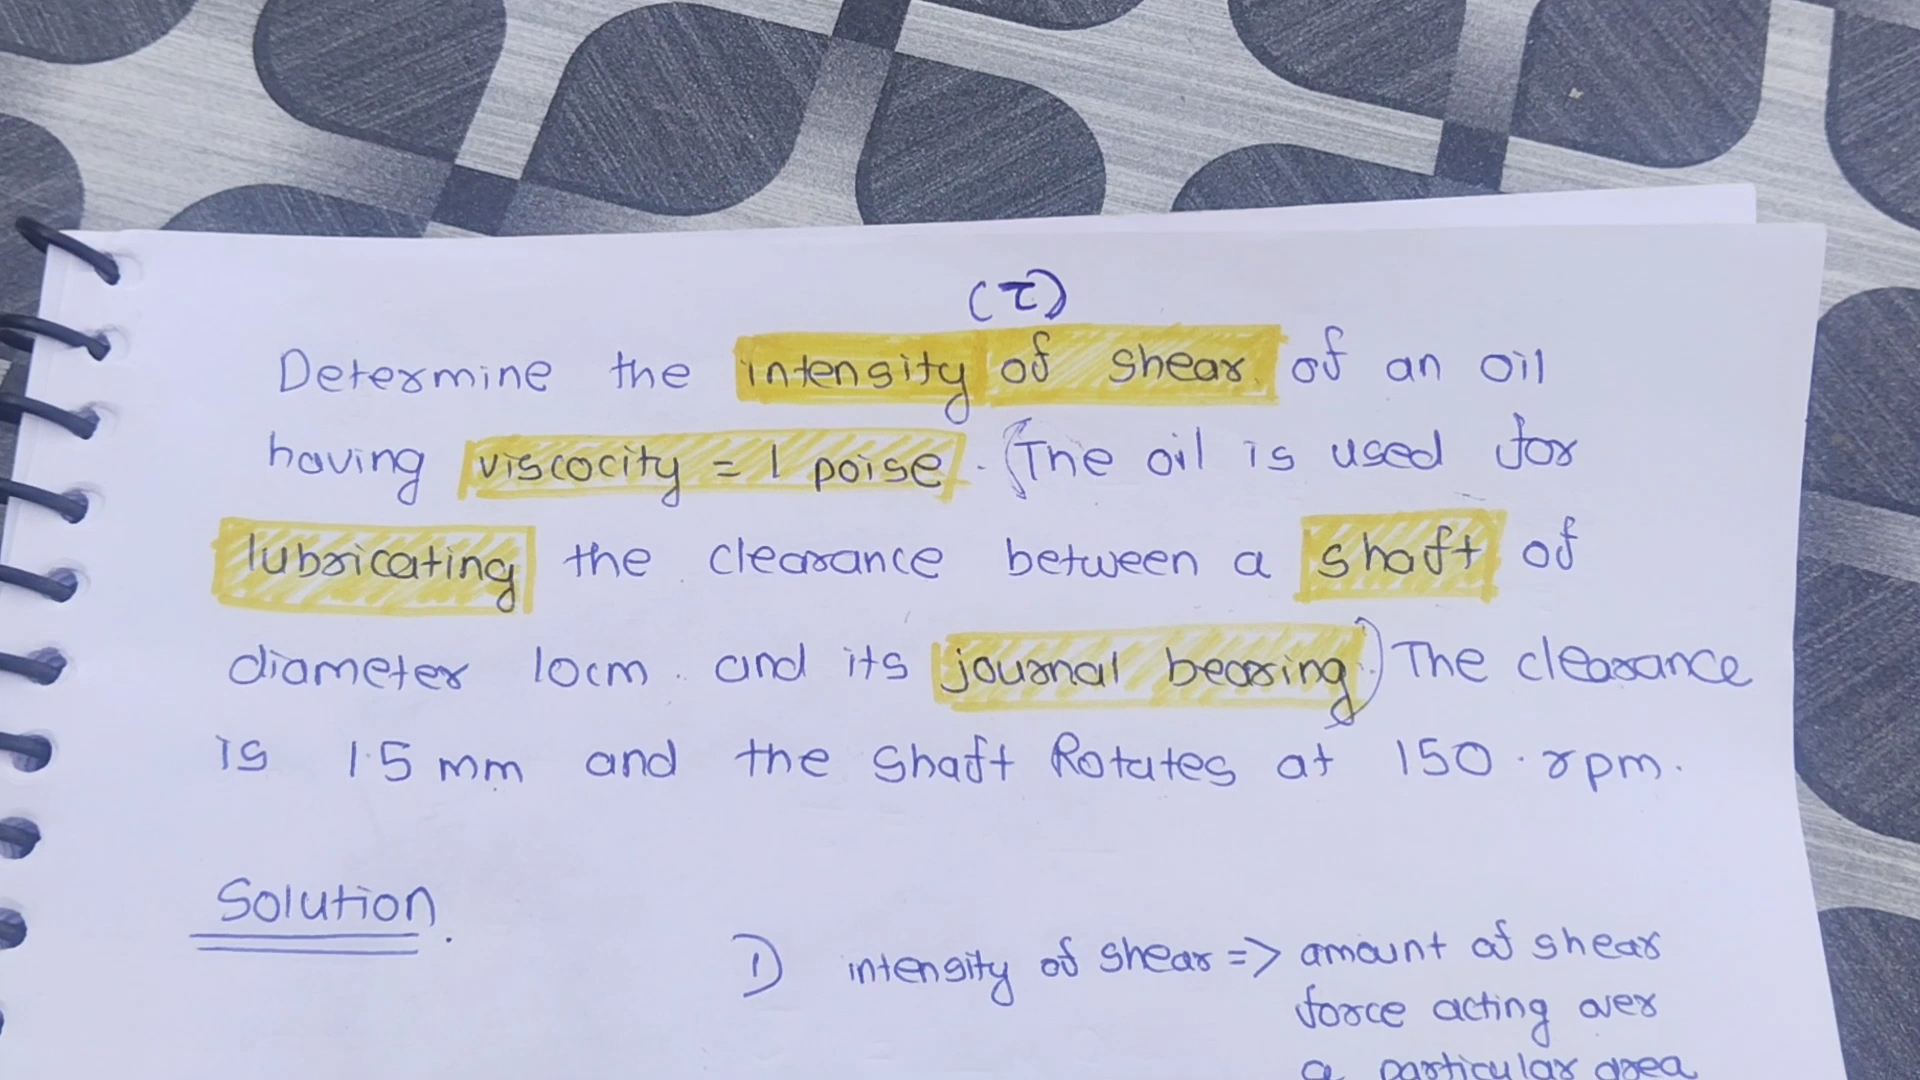 (τ)
Determine the intensity of shear of an oil
having viscocity = 1 poise. (The oil is used for
lubricating the clearance between a shaft of
diameter 10cm and its journal bearing.) The clearance
is 1.5 mm and the shaft Rotates at 150 rpm.
Solution.
1) intensity of shear => amount of shear
force acting over
a particular area